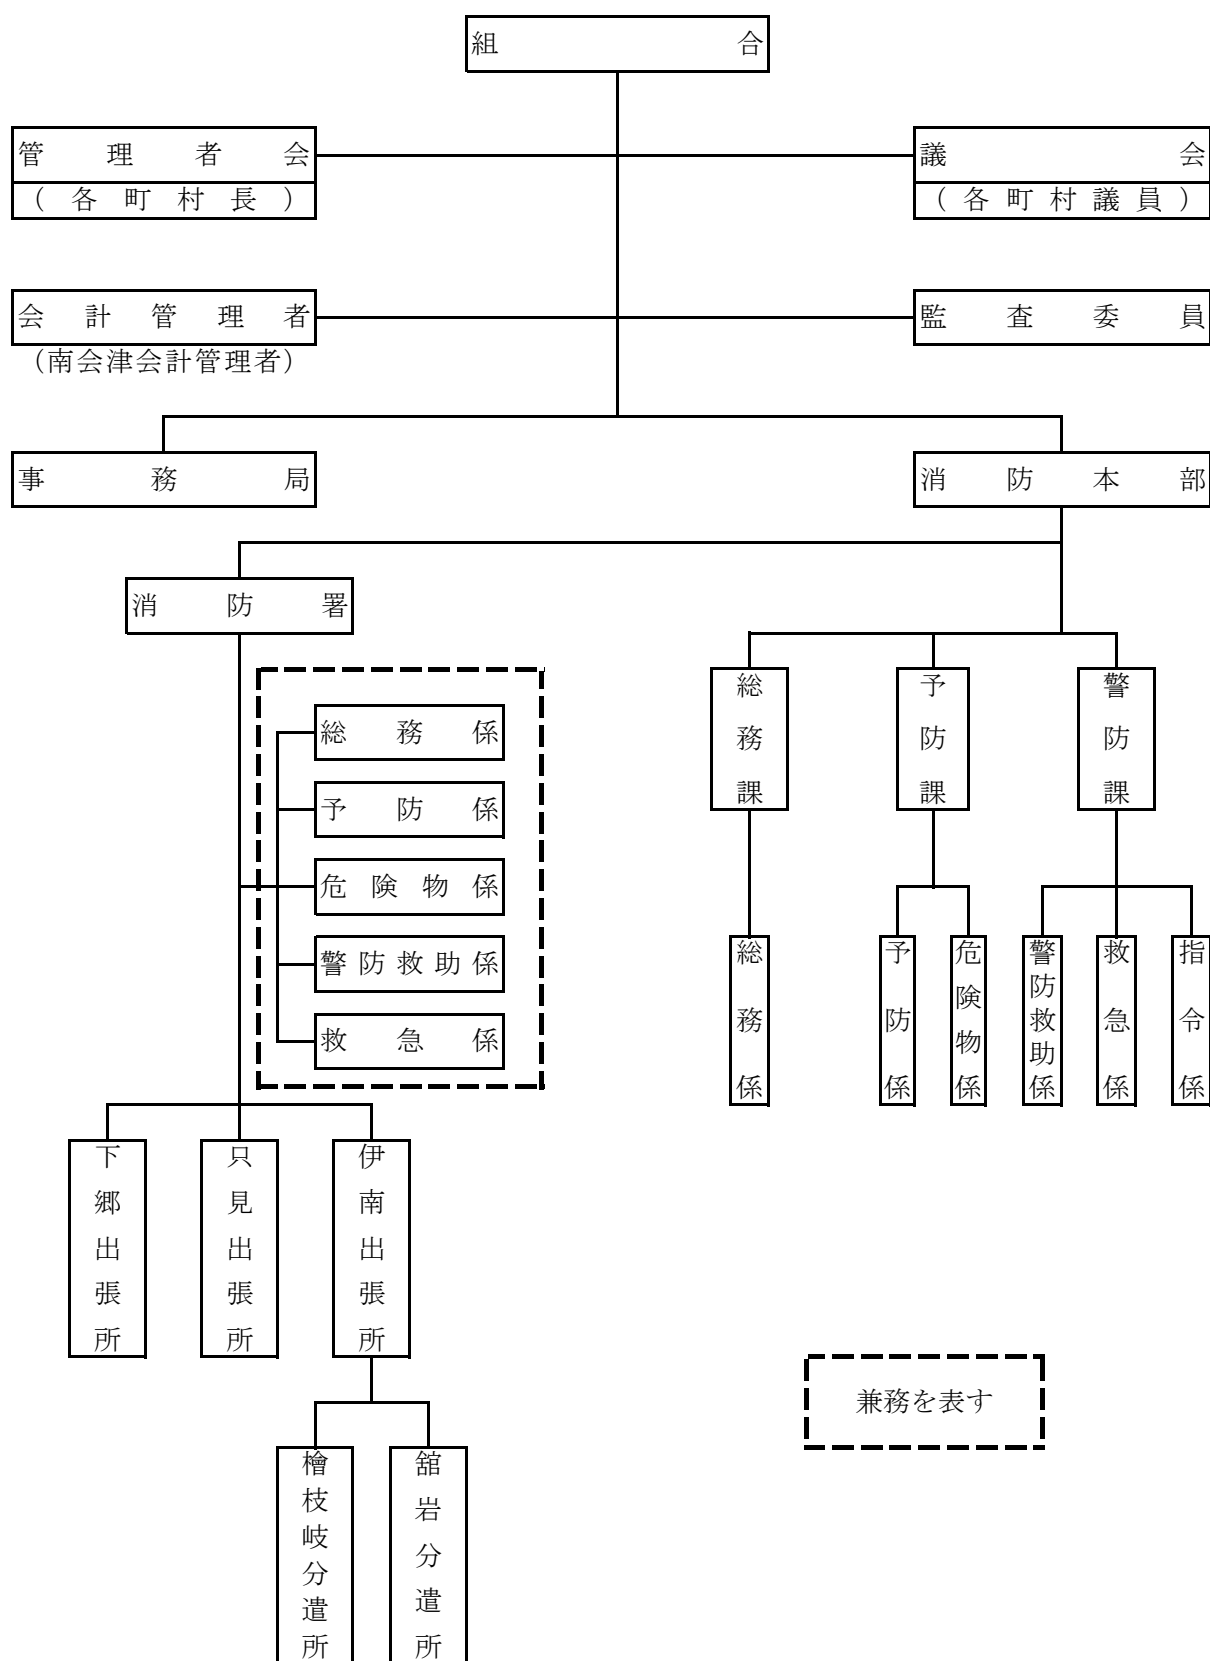 組合
管理者会
（各町村長）
議会
（各町村議員）
会計管理者
（南会津会計管理者）
監査委員
事務局
消防本部
消防署
総務課
予防課
警防課
総務係
予防係
危険物係
警防救助係
救急係
総務係
予防係
危険物係
警防救助係
救急係
指令係
下郷出張所
只見出張所
伊南出張所
兼務を表す
檜枝岐分遣所
舘岩分遣所